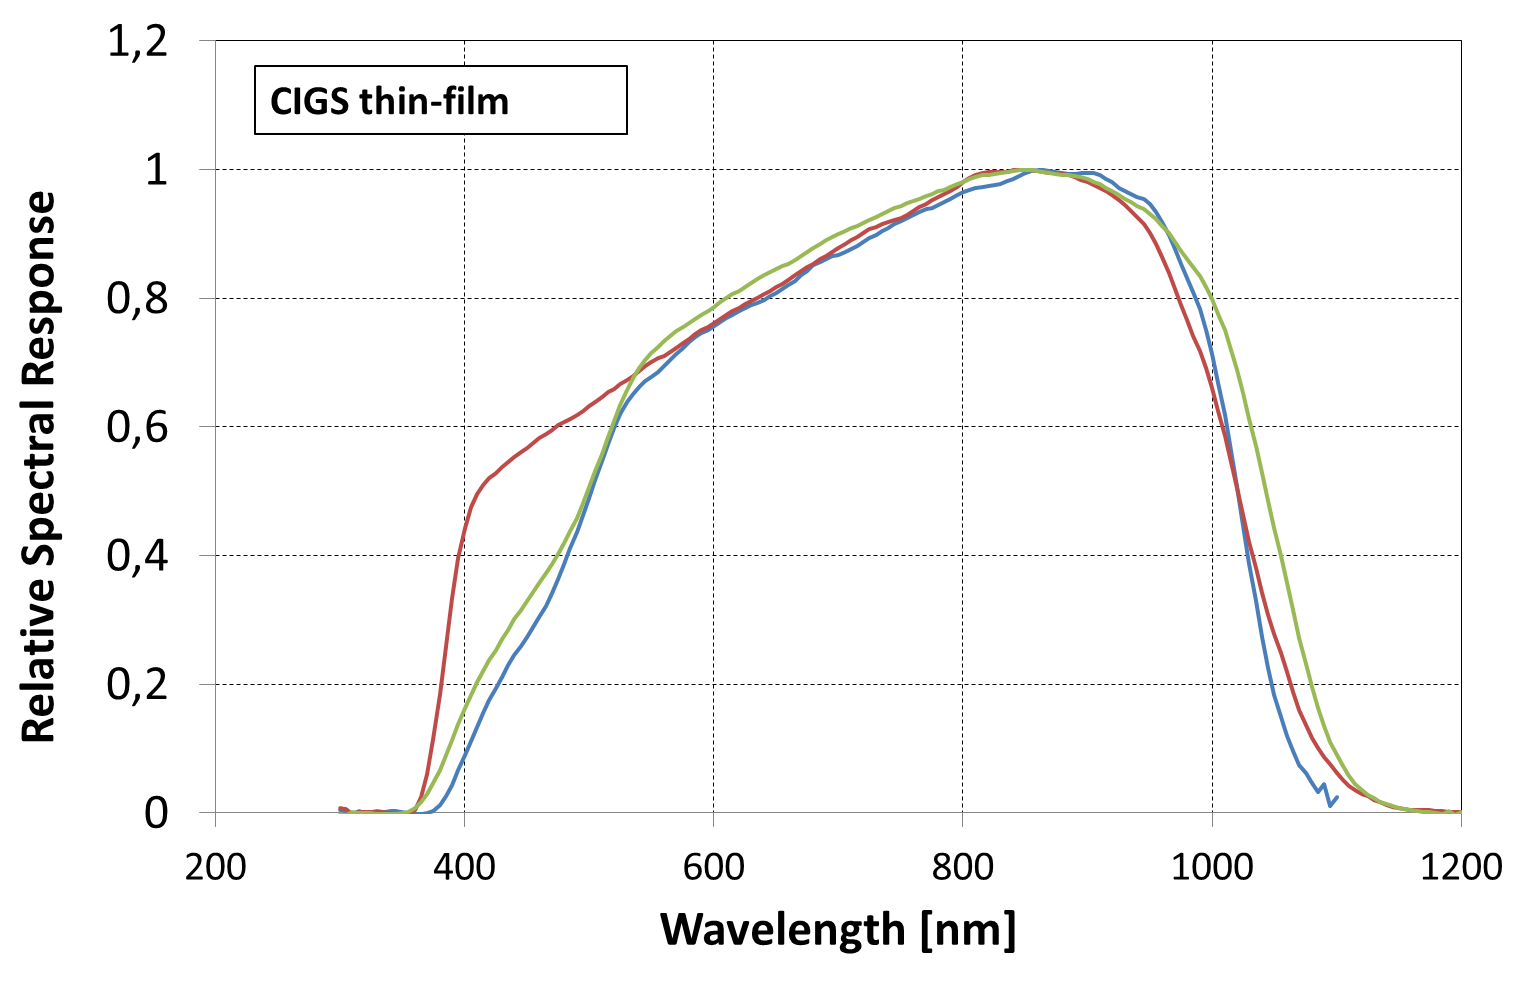 1,2
CIGS thin-film
1
0,8
0,6
0,4
0,2
0
Relative Spectral Response
200 400 600 800 1000 1200
Wavelength [nm]